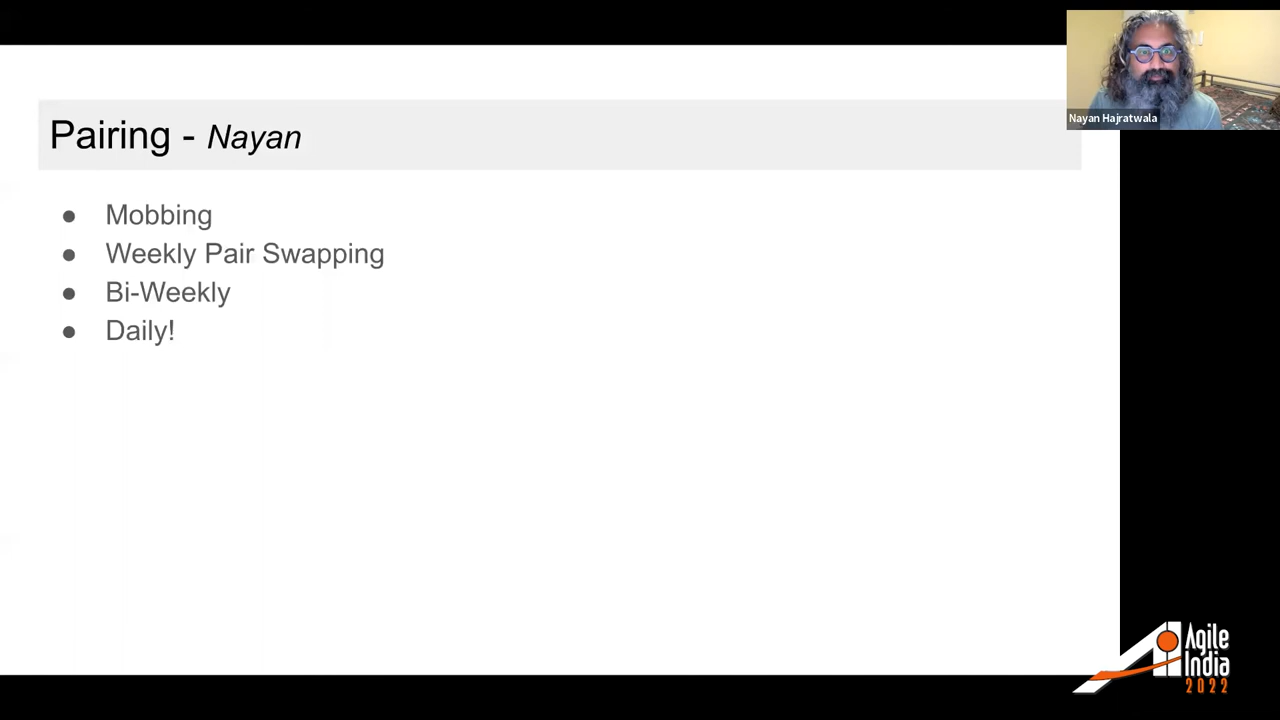 Pairing - Nayan
● Mobbing
● Weekly Pair Swapping
● Bi-Weekly
● Daily!
Nayan Hajratwala
Agile
India
2022